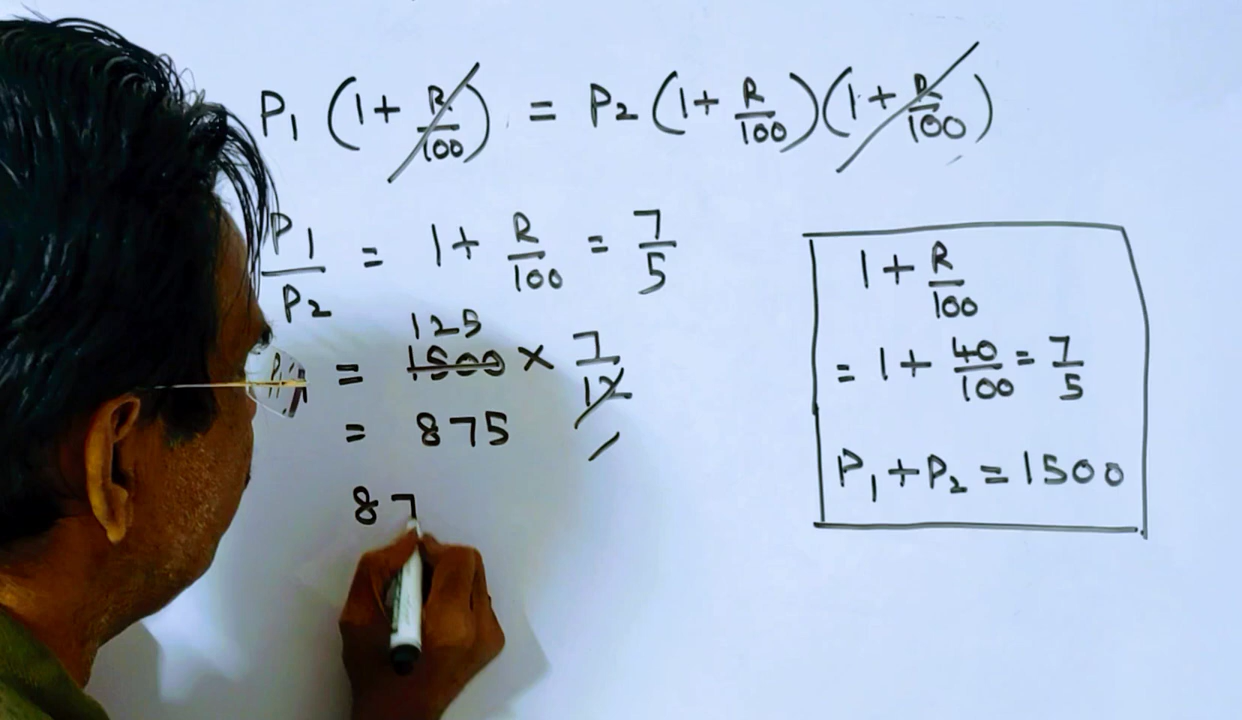 P₁ (1 + R/100) = P₂ (1 + R/100)(1 + R/100)
P₁/P₂ = 1 + R/100 = 7/5
125
= 1500 × 7/12
= 875
87
1 + R/100
= 1 + 40/100 = 7/5
P₁ + P₂ = 1500